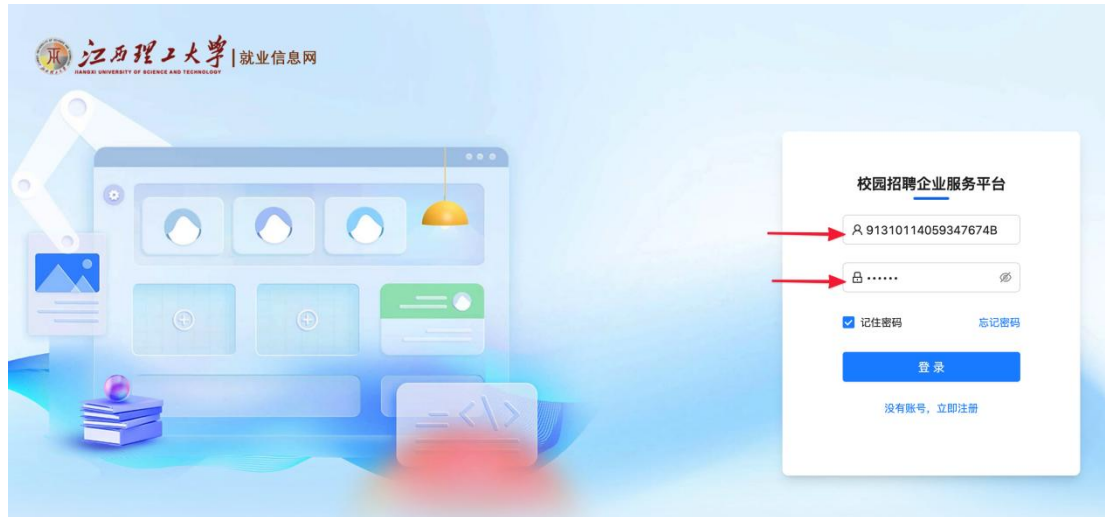 江西理工大学 | 就业信息网
JIANGXI UNIVERSITY OF SCIENCE AND TECHNOLOGY
校园招聘企业服务平台
91310114059347674B
••••••
记住密码 忘记密码
登 录
没有账号，立即注册